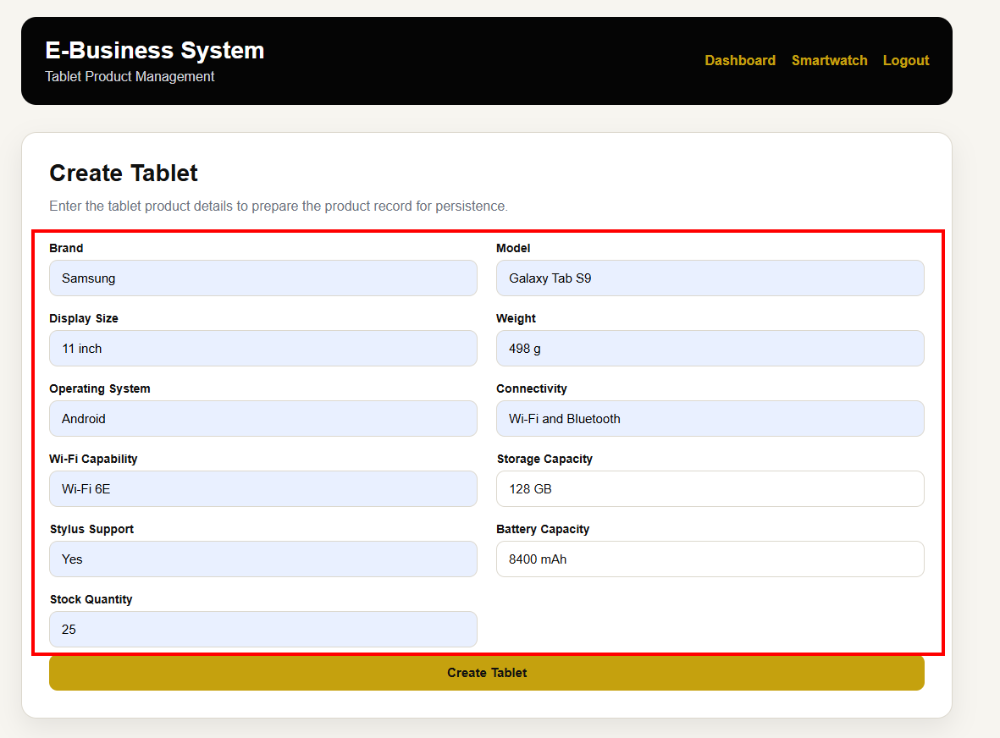 E-Business System
Tablet Product Management
Dashboard Smartwatch Logout
Create Tablet
Enter the tablet product details to prepare the product record for persistence.
Brand Model
Samsung Galaxy Tab S9
Display Size Weight
11 inch 498 g
Operating System Connectivity
Android Wi-Fi and Bluetooth
Wi-Fi Capability Storage Capacity
Wi-Fi 6E 128 GB
Stylus Support Battery Capacity
Yes 8400 mAh
Stock Quantity
25
Create Tablet